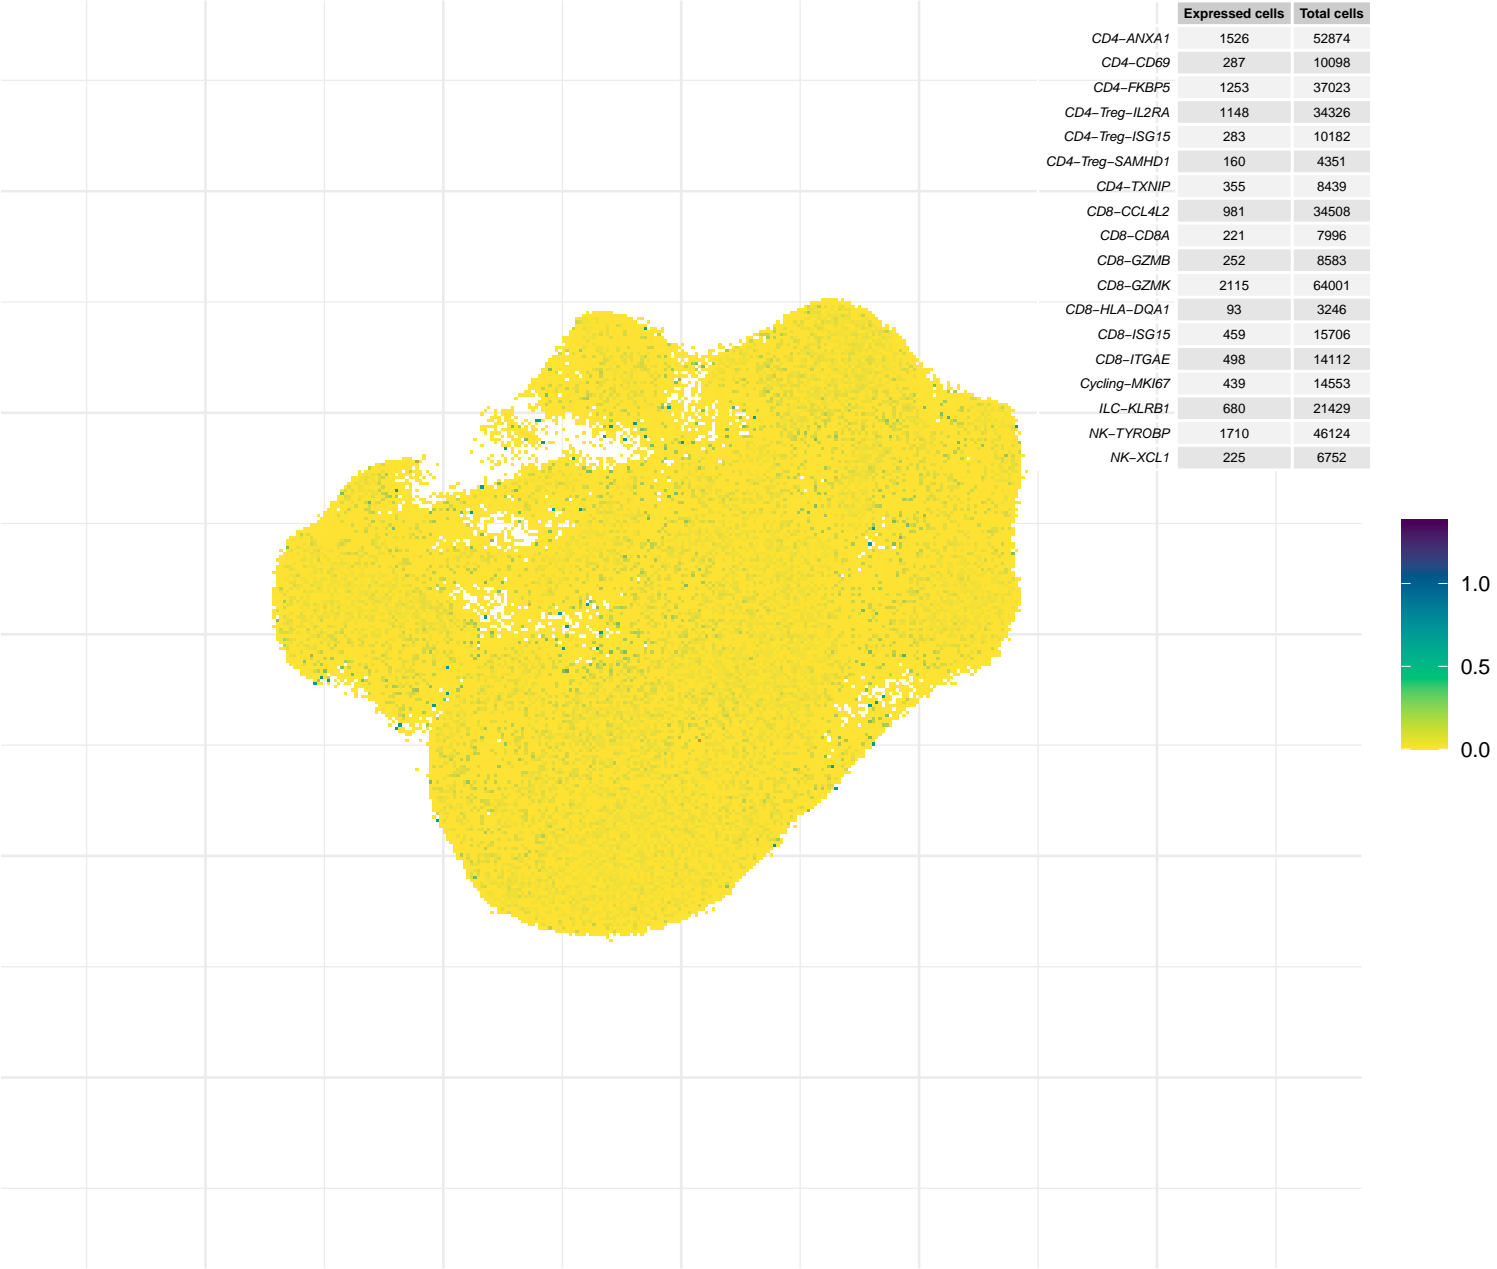 Expressed cells Total cells
CD4−ANXA1 1526 52874
CD4−CD69 287 10098
CD4−FKBP5 1253 37023
CD4−Treg−IL2RA 1148 34326
CD4−Treg−ISG15 283 10182
CD4−Treg−SAMHD1 160 4351
CD4−TXNIP 355 8439
CD8−CCL4L2 981 34508
CD8−CD8A 221 7996
CD8−GZMB 252 8583
CD8−GZMK 2115 64001
CD8−HLA−DQA1 93 3246
CD8−ISG15 459 15706
CD8−ITGAE 498 14112
Cycling−MKI67 439 14553
ILC−KLRB1 680 21429
NK−TYROBP 1710 46124
NK−XCL1 225 6752
1.0
0.5
0.0